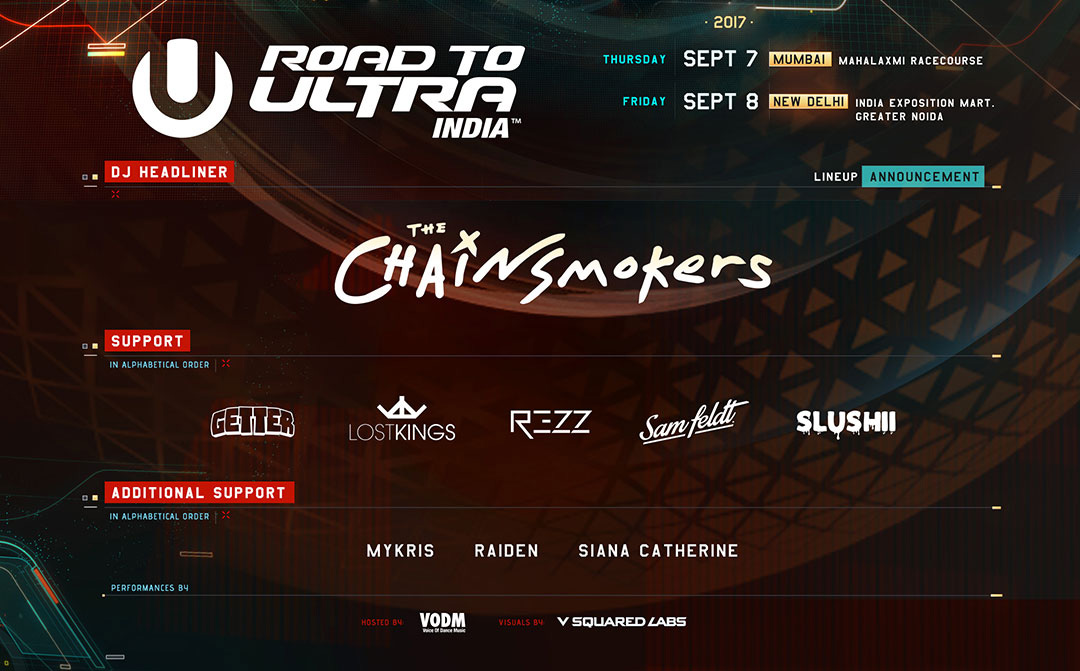 ROAD TO
ULTRA
INDIA™
· 2017 ·
THURSDAY SEPT 7 MUMBAI MAHALAXMI RACECOURSE
FRIDAY SEPT 8 NEW DELHI INDIA EXPOSITION MART.
GREATER NOIDA
DJ HEADLINER
LINEUP ANNOUNCEMENT
THE
CHAINSMOKERS
SUPPORT
IN ALPHABETICAL ORDER
GETTER LOSTKINGS REZZ Sam feldt SLUSHII
ADDITIONAL SUPPORT
IN ALPHABETICAL ORDER
MYKRIS RAIDEN SIANA CATHERINE
PERFORMANCES BY
HOSTED BY VODM VISUALS BY V SQUARED LABS
Voice Of Dance Music